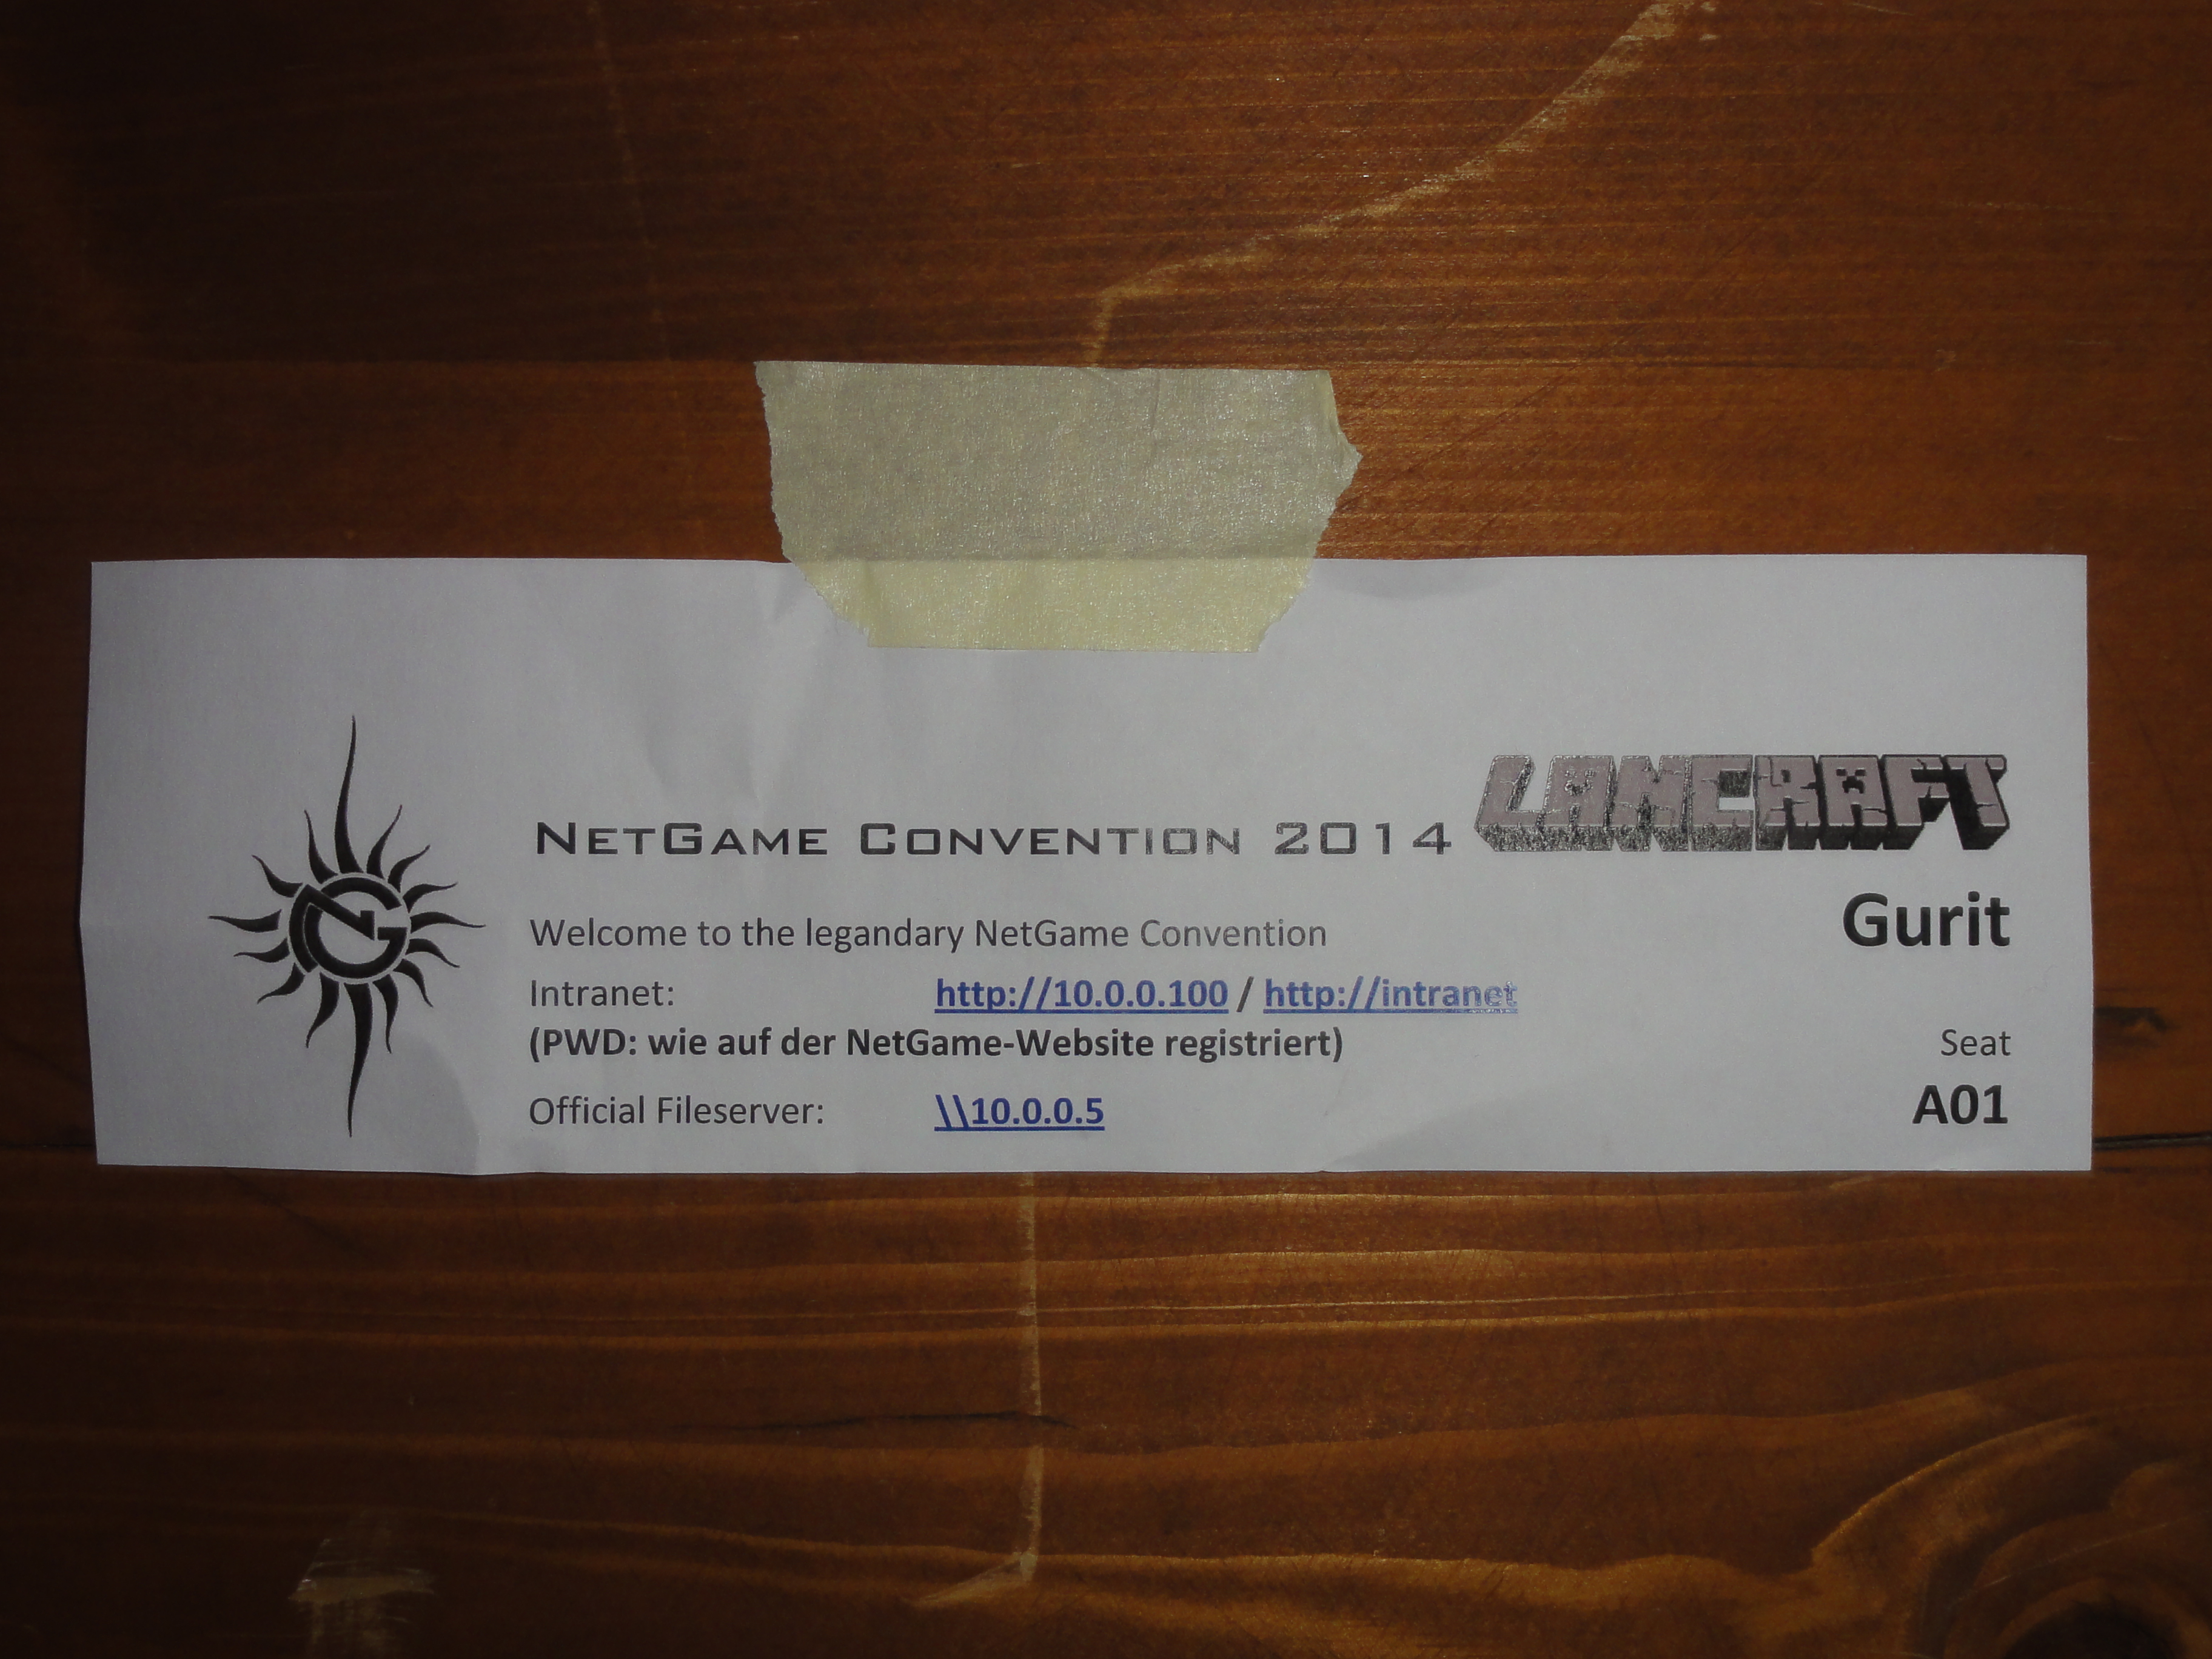 NETGAME CONVENTION 2014 LANCRAFT
Welcome to the legandary NetGame Convention
Gurit
Intranet: http://10.0.0.100 / http://intranet
(PWD: wie auf der NetGame-Website registriert)
Seat
Official Fileserver: \\10.0.0.5
A01
NG